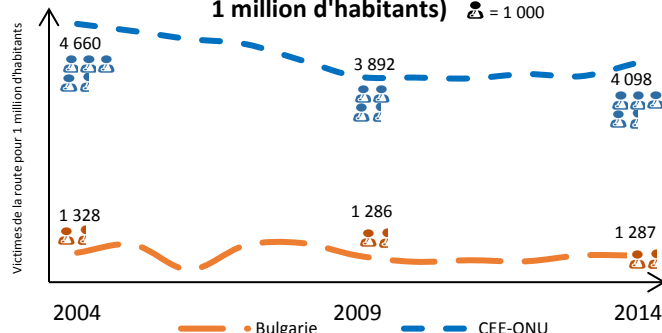 1 million d'habitants)
= 1 000
Victimes de la route pour 1 million d'habitants
4 660
3 892
4 098
1 328
1 286
1 287
2004
2009
2014
Bulgarie
CEE-ONU